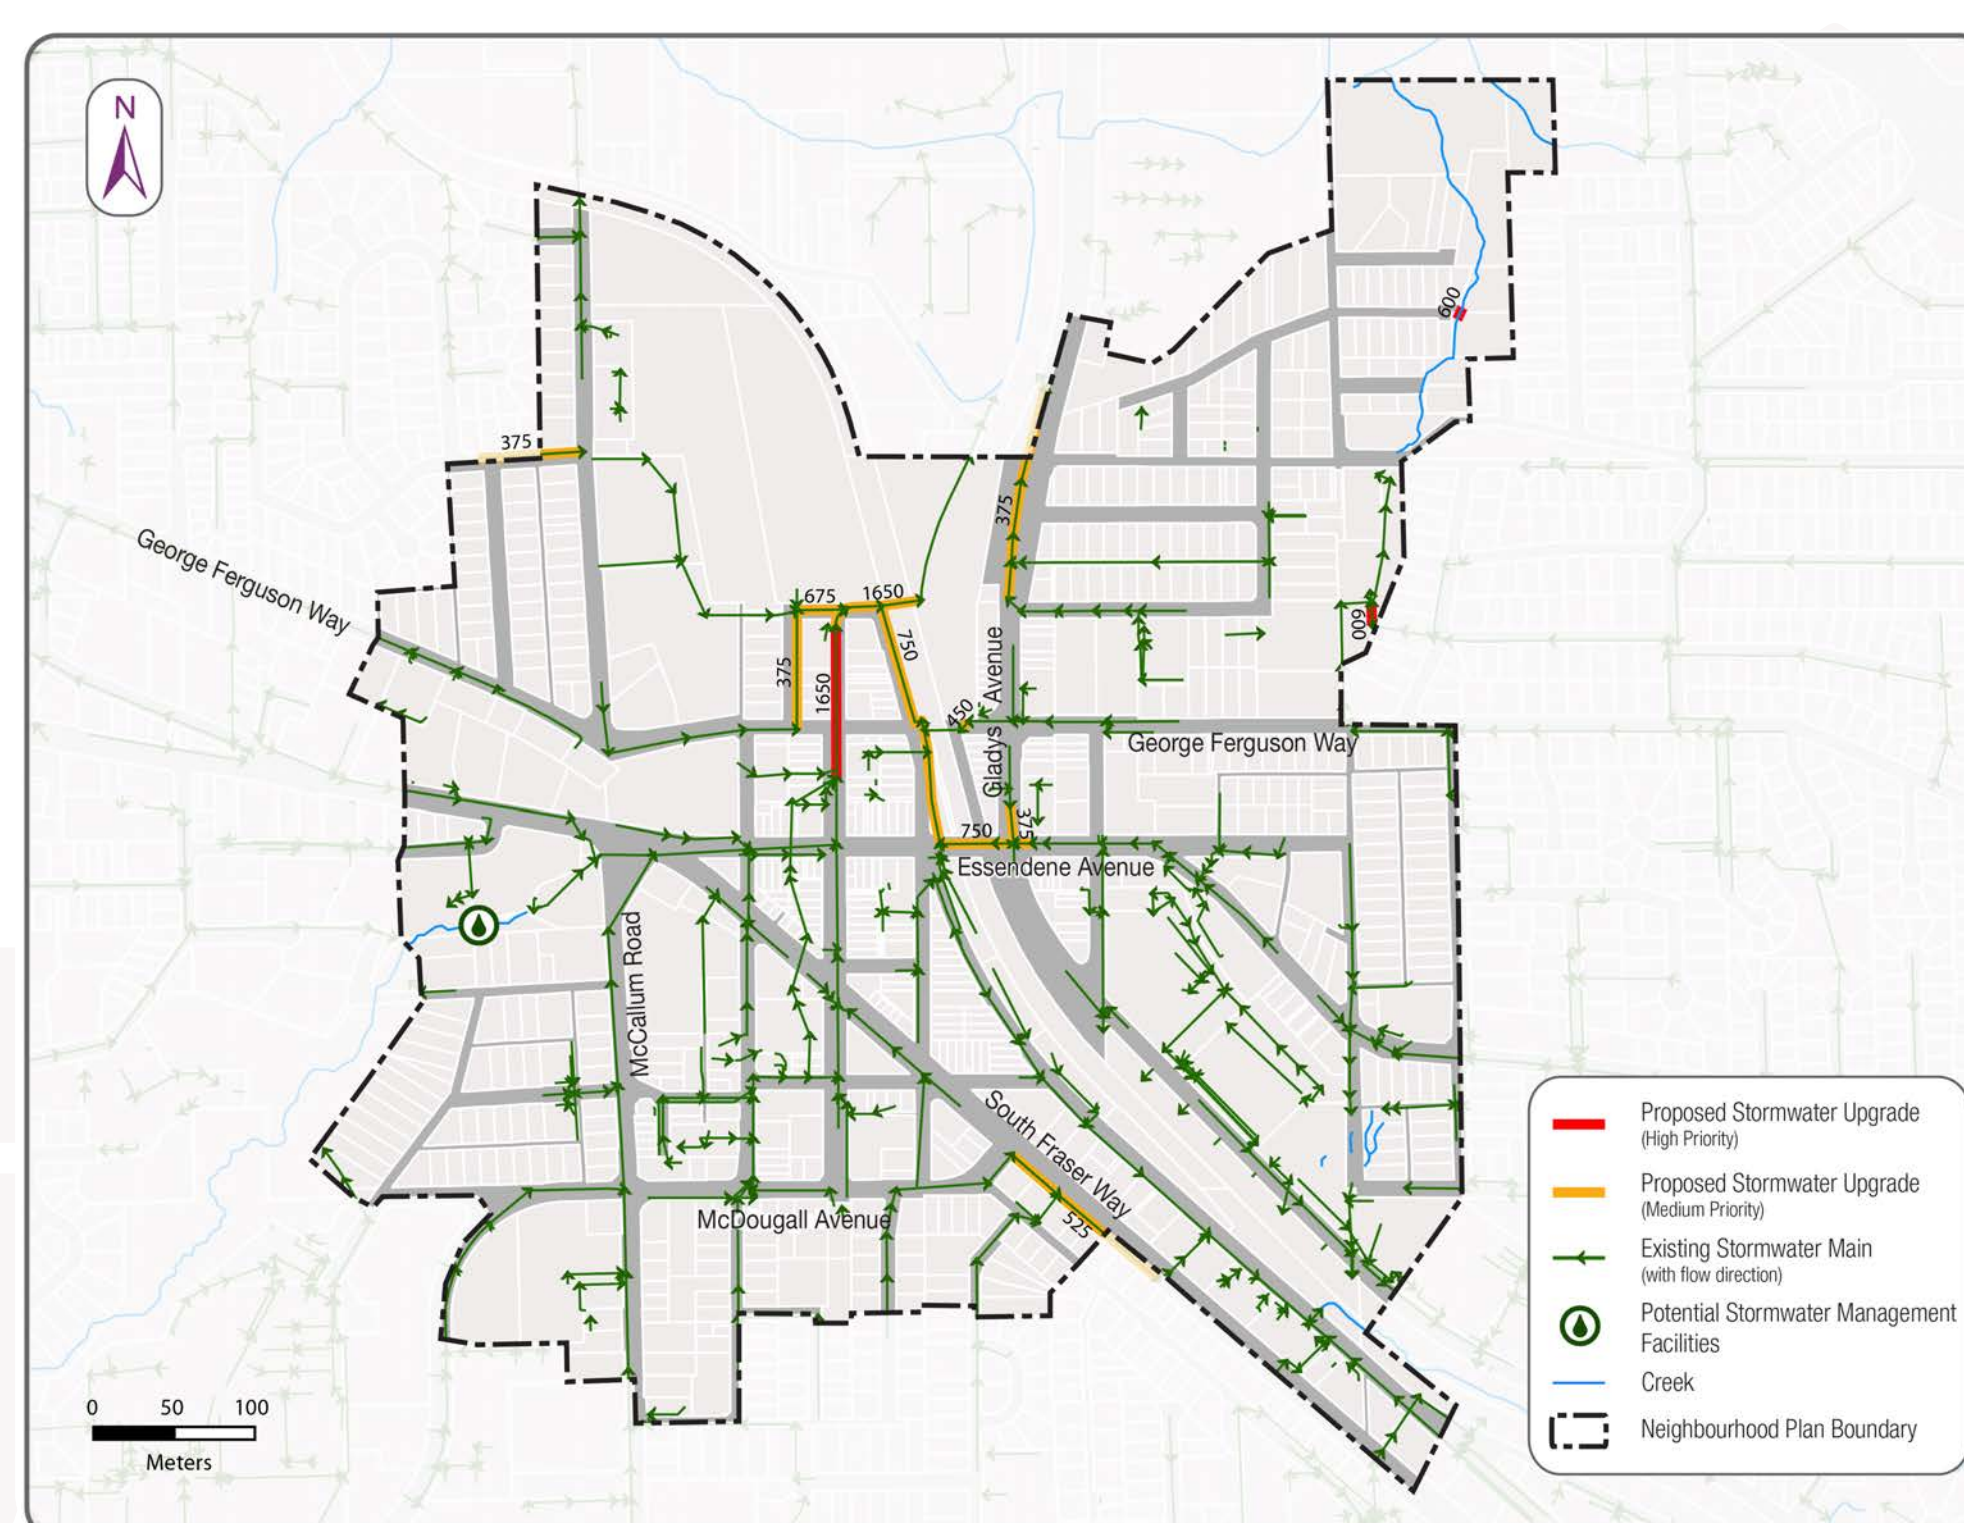 N
600
375
George Ferguson Way
375
675
1650
600
375
1650
750
Gladys Avenue
450
George Ferguson Way
750
375
Essendene Avenue
McCallum Road
South Fraser Way
McDougall Avenue
525
0 50 100
Meters
Proposed Stormwater Upgrade
(High Priority)
Proposed Stormwater Upgrade
(Medium Priority)
Existing Stormwater Main
(with flow direction)
Potential Stormwater Management
Facilities
Creek
Neighbourhood Plan Boundary